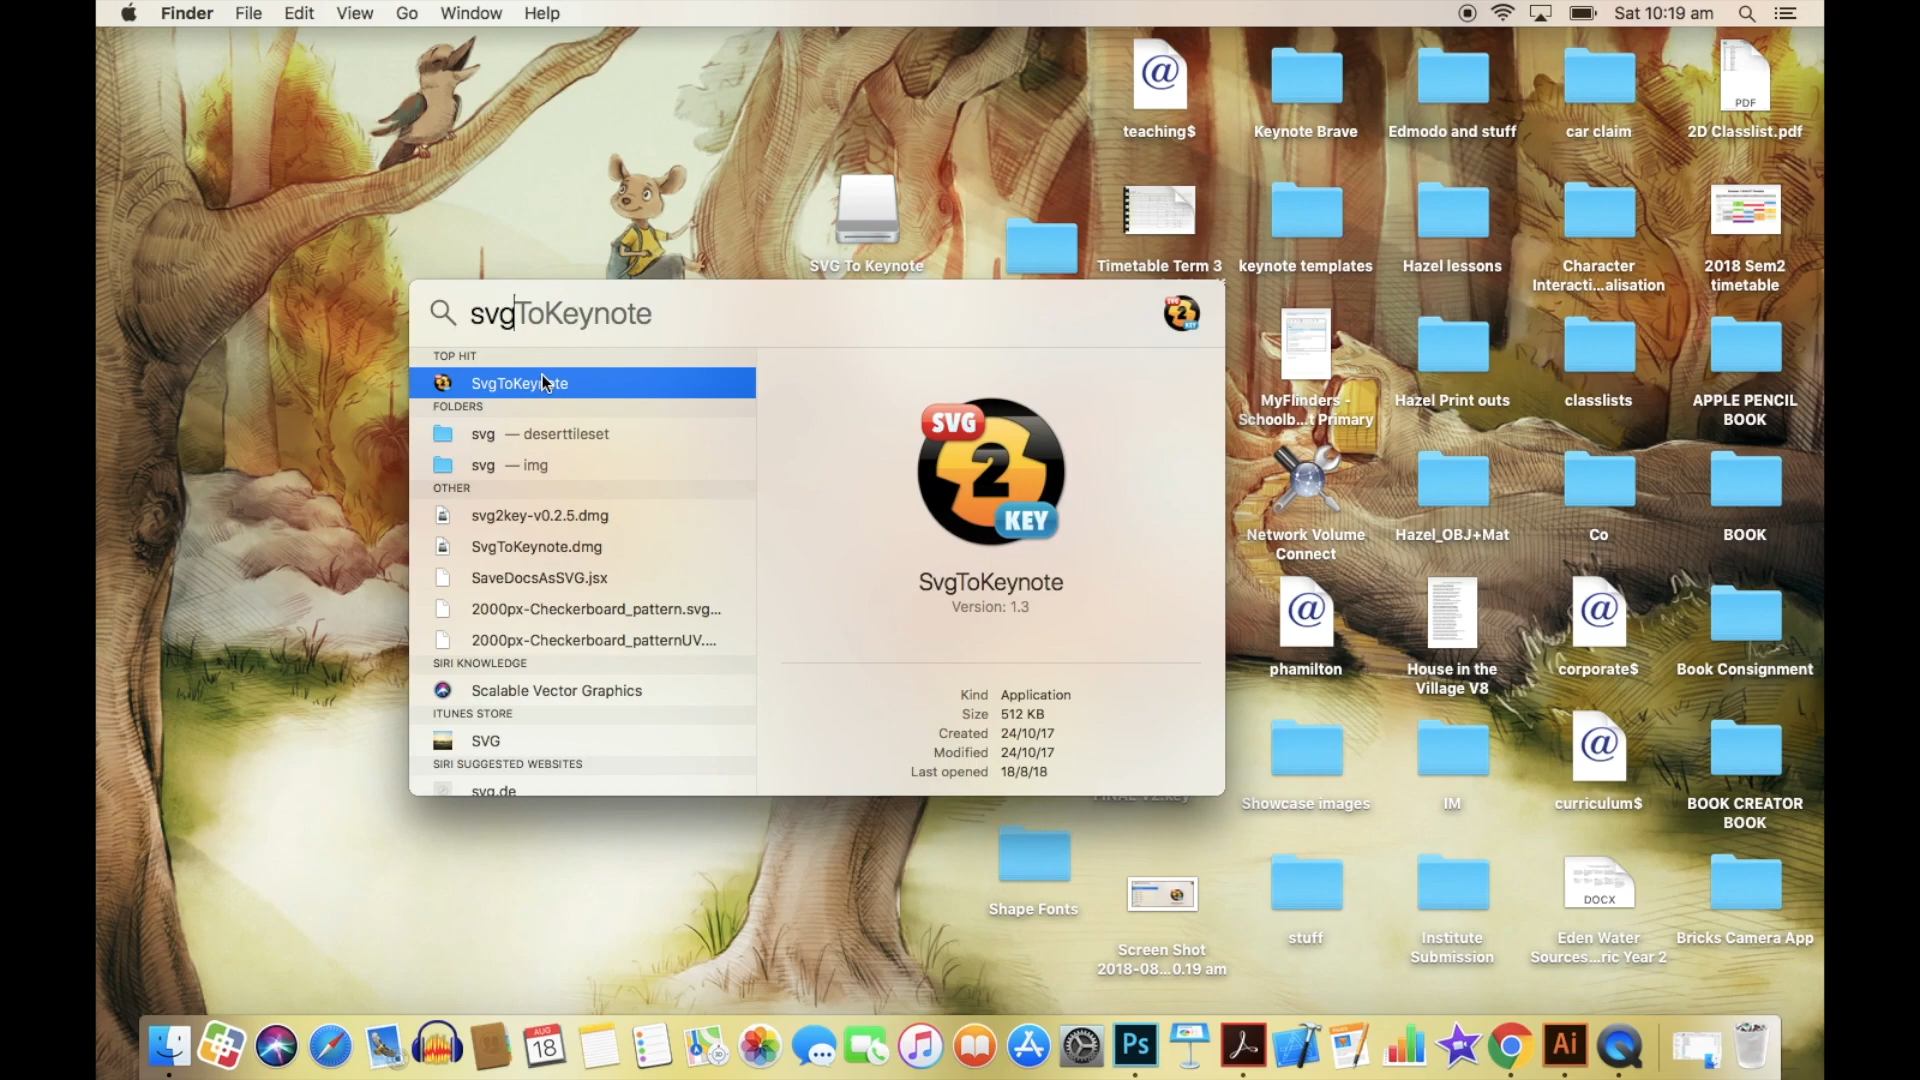 Finder File Edit View Go Window Help
Sat 10:19 am
teaching$
Keynote Brave
Edmodo and stuff
car claim
PDF
2D Classlist.pdf
SVG To Keynote
Timetable Term 3
keynote templates
Hazel lessons
Character
Interacti...alisation
2018 Sem2
timetable
svgToKeynote
TOP HIT
SvgToKeynote
FOLDERS
svg — deserttileset
svg — img
OTHER
svg2key-v0.2.5.dmg
SvgToKeynote.dmg
SaveDocsAsSVG.jsx
2000px-Checkerboard_pattern.svg...
2000px-Checkerboard_patternUV....
SIRI KNOWLEDGE
Scalable Vector Graphics
ITUNES STORE
SVG
SIRI SUGGESTED WEBSITES
svg.de
SVG
2
KEY
SvgToKeynote
Version: 1.3
Kind Application
Size 512 KB
Created 24/10/17
Modified 24/10/17
Last opened 18/8/18
MyFlinders -
Schoolb...t Primary
Hazel Print outs
classlists
APPLE PENCIL
BOOK
Network Volume
Connect
Hazel_OBJ+Mat
Co
BOOK
phamilton
House in the
Village V8
corporate$
Book Consignment
Showcase images
IM
curriculum$
BOOK CREATOR
BOOK
Shape Fonts
Screen Shot
2018-08...0.19 am
stuff
Institute
Submission
DOCX
Eden Water
Sources...ric Year 2
Bricks Camera App
AUG
18
Ps
Ai